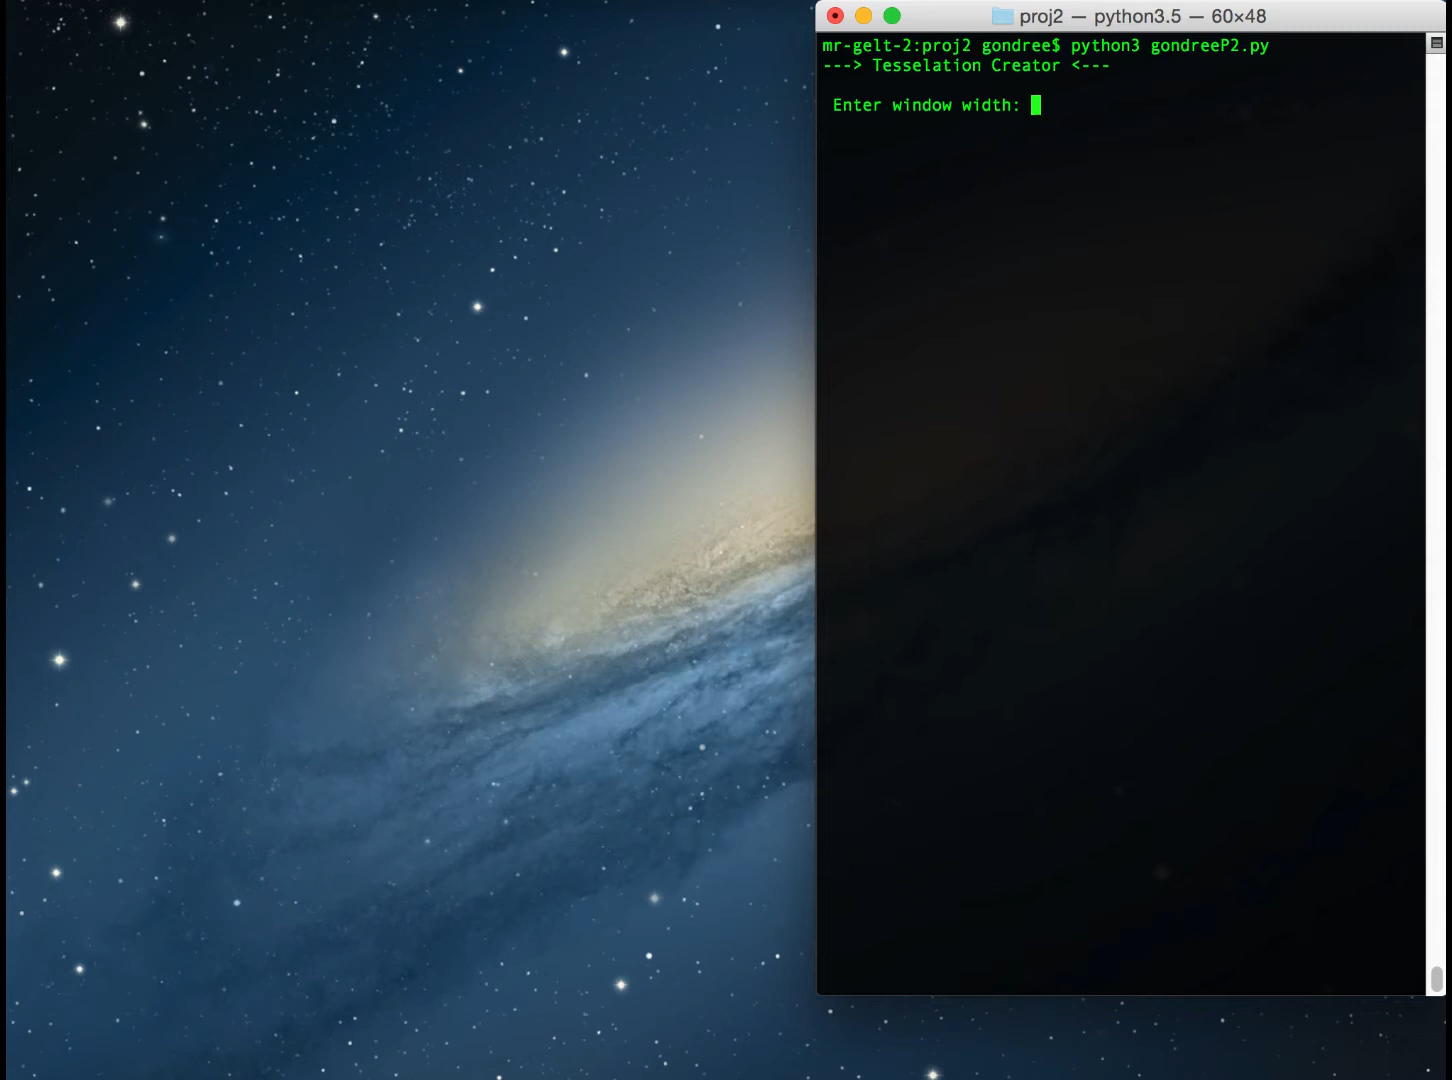 proj2 — python3.5 — 60×48
mr-gelt-2:proj2 gondree$ python3 gondreeP2.py
---> Tesselation Creator <---
Enter window width: